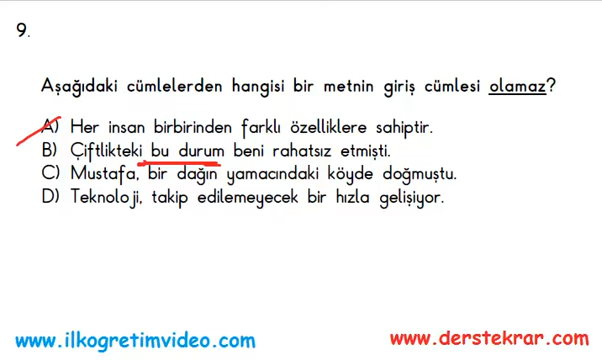 9.
Aşağıdaki cümlelerden hangisi bir metnin giriş cümlesi olamaz?
A) Her insan birbirinden farklı özelliklere sahiptir.
B) Çiftlikteki bu durum beni rahatsız etmişti.
C) Mustafa, bir dağın yamacındaki köyde doğmuştu.
D) Teknoloji, takip edilemeyecek bir hızla gelişiyor.
www.ilkogretimvideo.com www.derstekrar.com